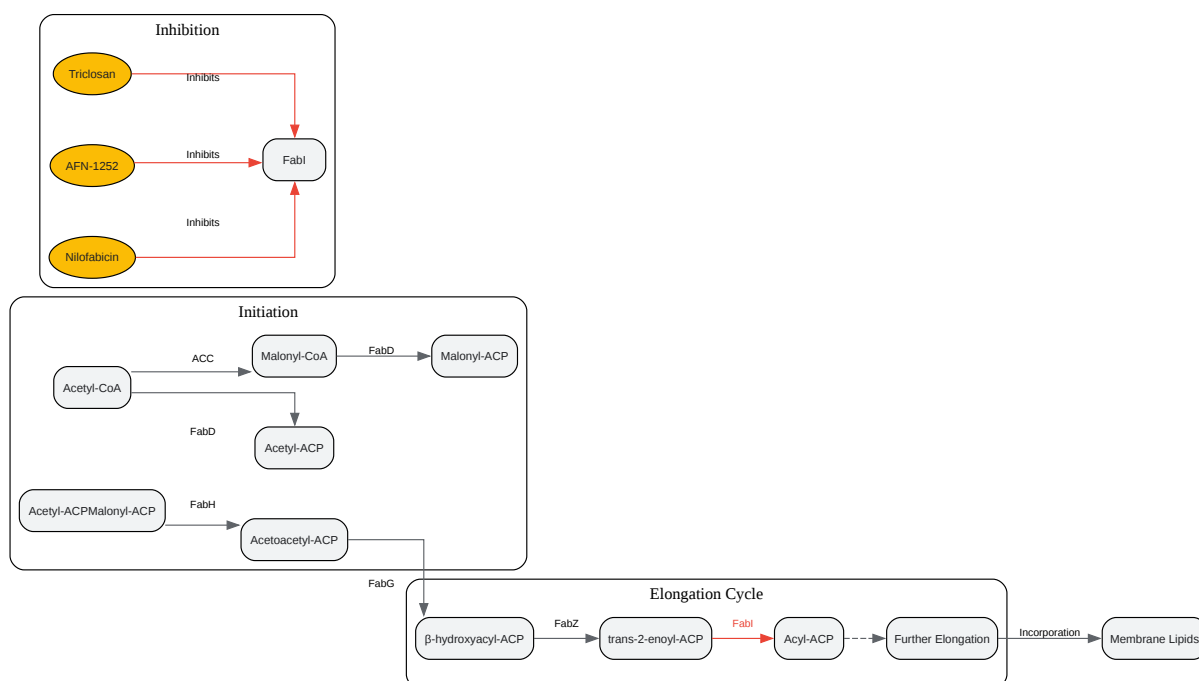 Inhibition
Triclosan
Inhibits
AFN-1252
Inhibits
FabI
Inhibits
Nilofabicin
Initiation
ACC
Malonyl-CoA
FabD
Malonyl-ACP
Acetyl-CoA
FabD
Acetyl-ACP
Acetyl-ACPMalonyl-ACP
FabH
Acetoacetyl-ACP
FabG
Elongation Cycle
β-hydroxyacyl-ACP
FabZ
trans-2-enoyl-ACP
FabI
Acyl-ACP
Further Elongation
Incorporation
Membrane Lipids